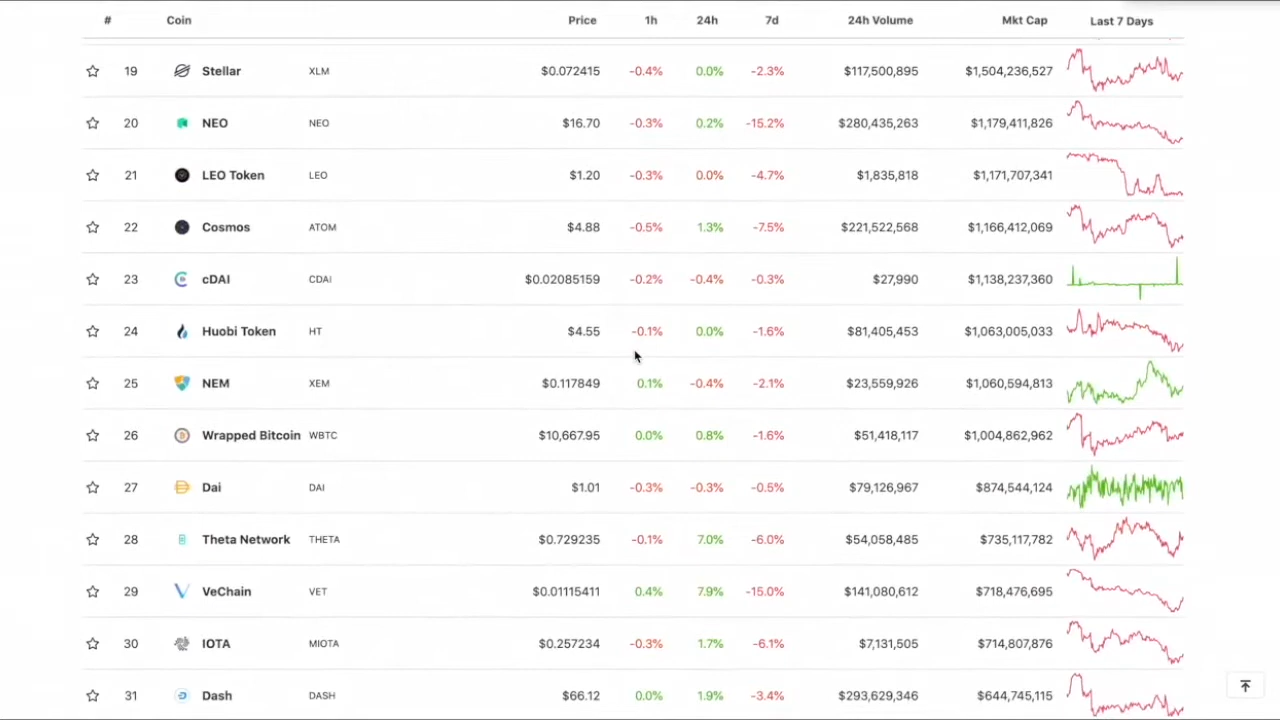 # Coin Price 1h 24h 7d 24h Volume Mkt Cap Last 7 Days
19 Stellar XLM $0.072415 -0.4% 0.0% -2.3% $117,500,895 $1,504,236,527
20 NEO NEO $16.70 -0.3% 0.2% -15.2% $280,435,263 $1,179,411,826
21 LEO Token LEO $1.20 -0.3% 0.0% -4.7% $1,835,818 $1,171,707,341
22 Cosmos ATOM $4.88 -0.5% 1.3% -7.5% $221,522,568 $1,166,412,069
23 cDAI CDAI $0.02085159 -0.2% -0.4% -0.3% $27,990 $1,138,237,360
24 Huobi Token HT $4.55 -0.1% 0.0% -1.6% $81,405,453 $1,063,005,033
25 NEM XEM $0.117849 0.1% -0.4% -2.1% $23,559,926 $1,060,594,813
26 Wrapped Bitcoin WBTC $10,667.95 0.0% 0.8% -1.6% $51,418,117 $1,004,862,962
27 Dai DAI $1.01 -0.3% -0.3% -0.5% $79,126,967 $874,544,124
28 Theta Network THETA $0.729235 -0.1% 7.0% -6.0% $54,058,485 $735,117,782
29 VeChain VET $0.01115411 0.4% 7.9% -15.0% $141,080,612 $718,476,695
30 IOTA MIOTA $0.257234 -0.3% 1.7% -6.1% $7,131,505 $714,807,876
31 Dash DASH $66.12 0.0% 1.9% -3.4% $293,629,346 $644,745,115